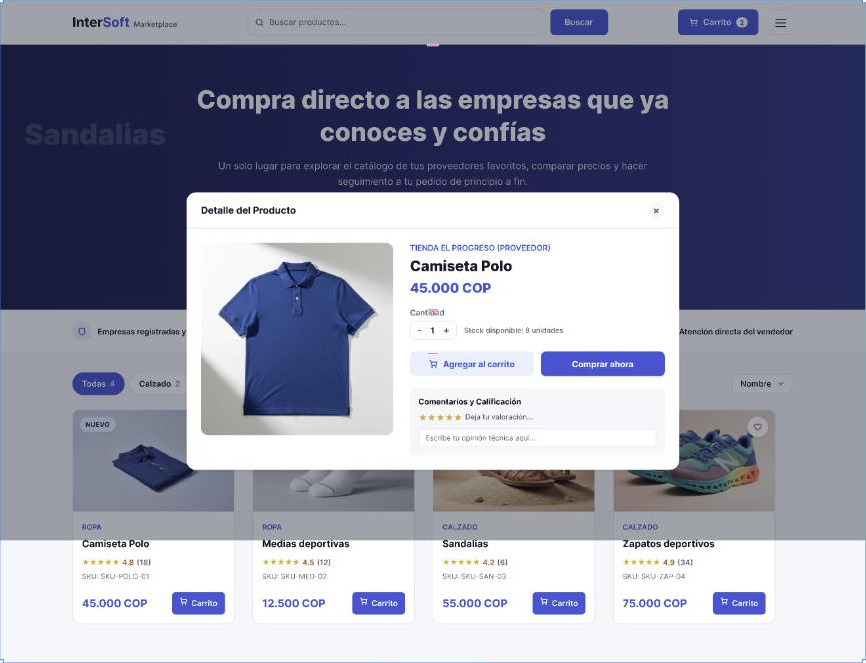 InterSoft Marketplace
Buscar productos...
Buscar
Carrito 2
Compra directo a las empresas que ya
conoces y confías
Sandalias
Un solo lugar para explorar el catálogo de tus proveedores favoritos, comparar precios y hacer
seguimiento a tu pedido de principio a fin.
Detalle del Producto
×
TIENDA EL PROGRESO (PROVEEDOR)
Camiseta Polo
45.000 COP
Cantidad
− 1 + Stock disponible: 8 unidades
Agregar al carrito
Comprar ahora
Comentarios y Calificación
★★★★★ Deja tu valoración...
Escribe tu opinión técnica aquí...
Empresas registradas y
Atención directa del vendedor
Todas 4
Calzado 2
Nombre
NUEVO
ROPA
Camiseta Polo
★★★★★ 4.8 (18)
SKU: SKU-POLO-01
45.000 COP
Carrito
ROPA
Medias deportivas
★★★★★ 4.5 (12)
SKU: SKU-MED-02
12.500 COP
Carrito
CALZADO
Sandalias
★★★★★ 4.2 (6)
SKU: SKU-SAN-03
55.000 COP
Carrito
CALZADO
Zapatos deportivos
★★★★★ 4.9 (34)
SKU: SKU-ZAP-04
75.000 COP
Carrito